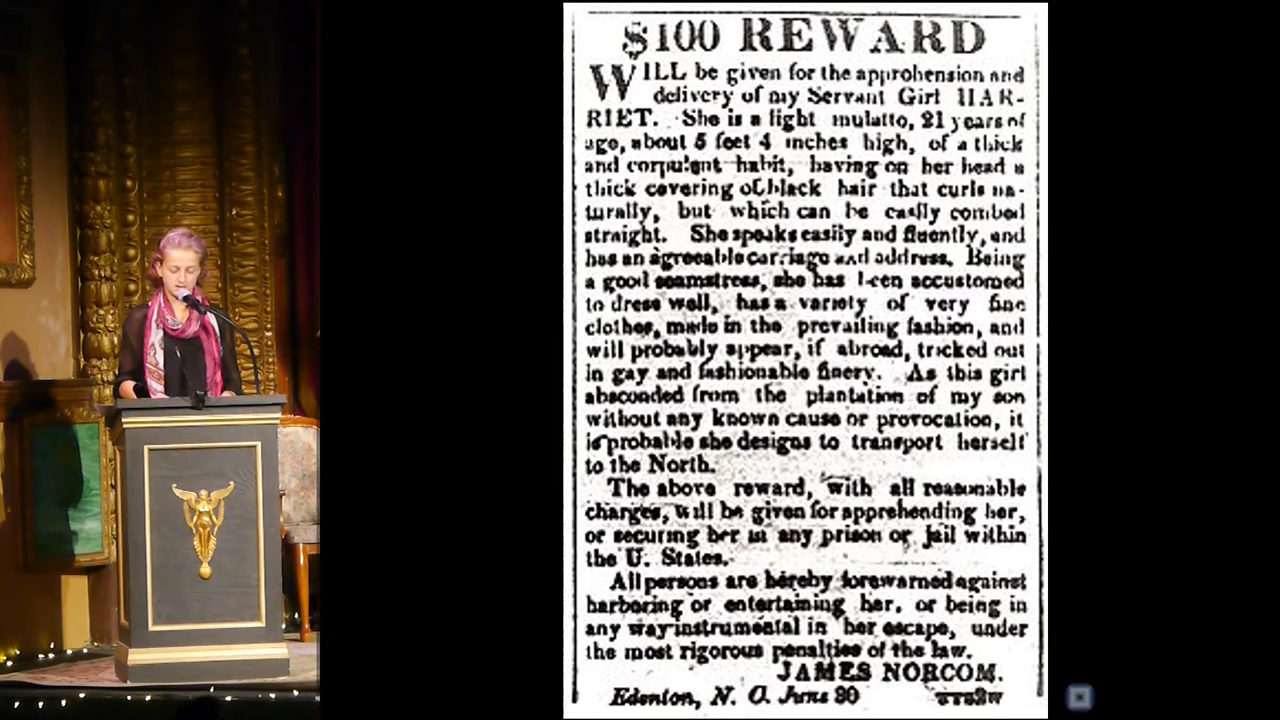 $100 REWARD
WILL be given for the approhension and
delivery of my Servant Girl HAR-
RIET. She is a light mulatto, 21 years of
age, about 5 feet 4 inches high, of a thick
and corpulent habit, having on her head a
thick covering of black hair that curls na-
turally, but which can be easily combed
straight. She speaks easily and fluently, and
has an agreeable carriage and address. Being
a good seamstress, she has been accustomed
to dress well, has a variety of very fine
clothes, made in the prevailing fashion, and
will probably appear, if abroad, tricked out
in gay and fashionable finery. As this girl
absconded from the plantation of my son
without any known cause or provocation, it
is probable she designs to transport herself
to the North.
The above reward, with all reasonable
charges, will be given for apprehending her,
or securing her in any prison or jail within
the U. States.
All persons are hereby forewarned against
harboring or entertaining her, or being in
any way instrumental in her escape, under
the most rigorous penalties of the law.
JAMES NORCOM.
Edenton, N. C. June 30